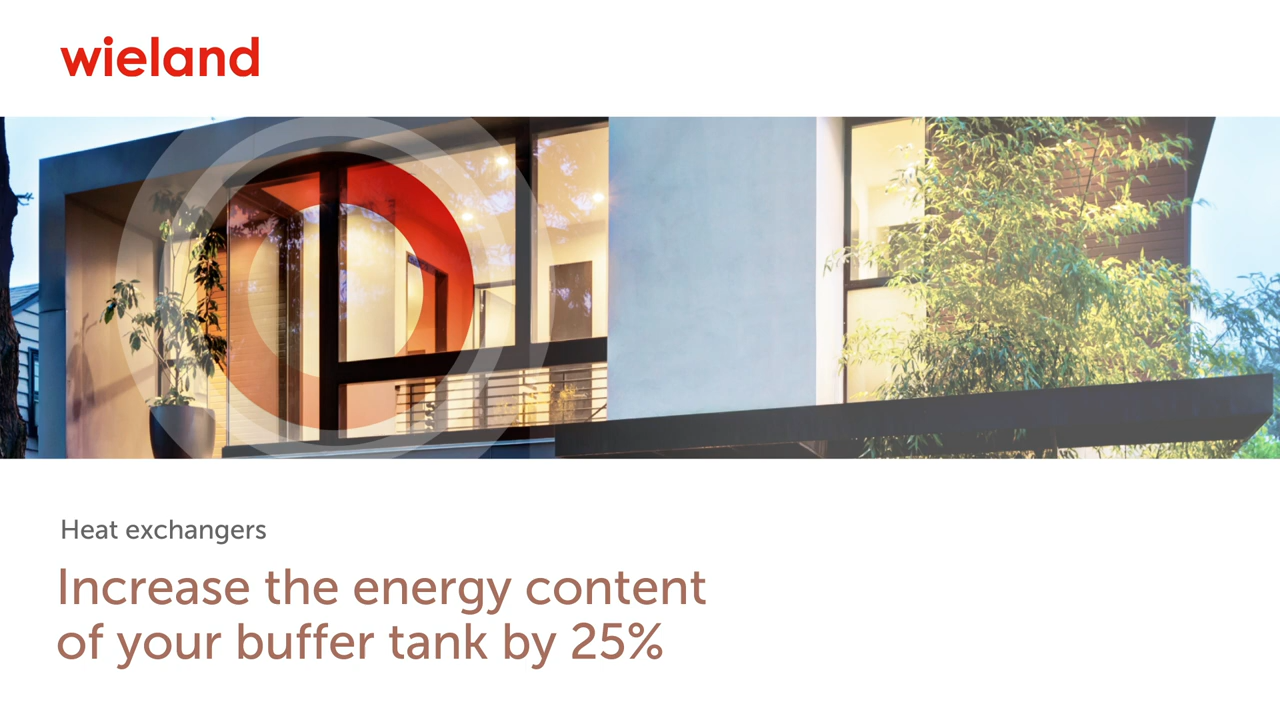 wieland
Heat exchangers
Increase the energy content
of your buffer tank by 25%